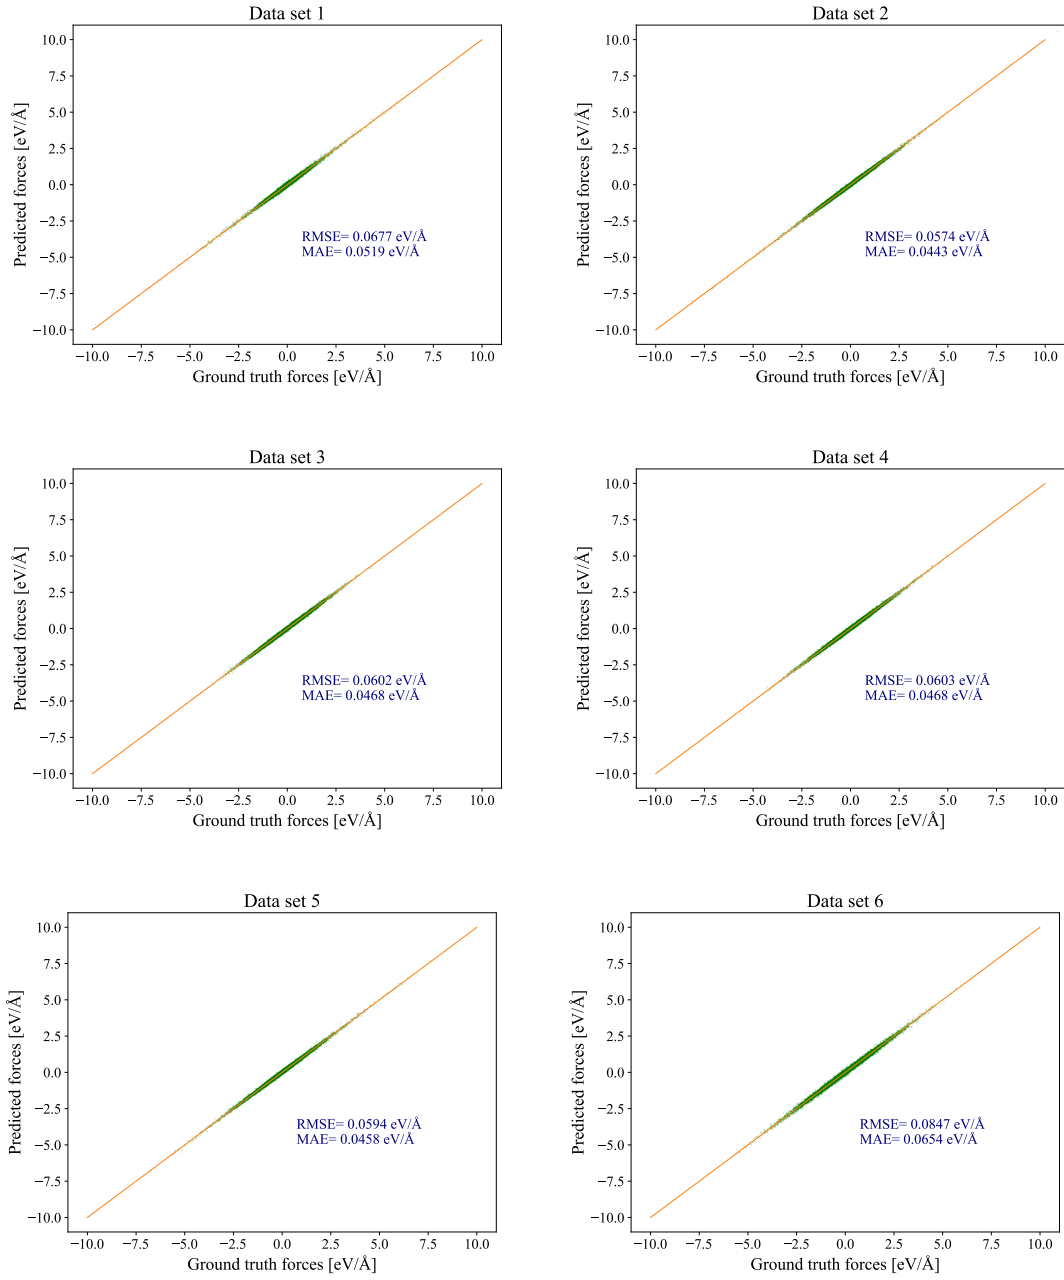 Data set 1
10.0
7.5
5.0
2.5
0.0
−2.5
−5.0
−7.5
−10.0
Predicted forces [eV/Å]
RMSE= 0.0677 eV/Å
MAE= 0.0519 eV/Å
−10.0 −7.5 −5.0 −2.5 0.0 2.5 5.0 7.5 10.0
Ground truth forces [eV/Å]
Data set 2
10.0
7.5
5.0
2.5
0.0
−2.5
−5.0
−7.5
−10.0
Predicted forces [eV/Å]
RMSE= 0.0574 eV/Å
MAE= 0.0443 eV/Å
−10.0 −7.5 −5.0 −2.5 0.0 2.5 5.0 7.5 10.0
Ground truth forces [eV/Å]
Data set 3
10.0
7.5
5.0
2.5
0.0
−2.5
−5.0
−7.5
−10.0
Predicted forces [eV/Å]
RMSE= 0.0602 eV/Å
MAE= 0.0468 eV/Å
−10.0 −7.5 −5.0 −2.5 0.0 2.5 5.0 7.5 10.0
Ground truth forces [eV/Å]
Data set 4
10.0
7.5
5.0
2.5
0.0
−2.5
−5.0
−7.5
−10.0
Predicted forces [eV/Å]
RMSE= 0.0603 eV/Å
MAE= 0.0468 eV/Å
−10.0 −7.5 −5.0 −2.5 0.0 2.5 5.0 7.5 10.0
Ground truth forces [eV/Å]
Data set 5
10.0
7.5
5.0
2.5
0.0
−2.5
−5.0
−7.5
−10.0
Predicted forces [eV/Å]
RMSE= 0.0594 eV/Å
MAE= 0.0458 eV/Å
−10.0 −7.5 −5.0 −2.5 0.0 2.5 5.0 7.5 10.0
Ground truth forces [eV/Å]
Data set 6
10.0
7.5
5.0
2.5
0.0
−2.5
−5.0
−7.5
−10.0
Predicted forces [eV/Å]
RMSE= 0.0847 eV/Å
MAE= 0.0654 eV/Å
−10.0 −7.5 −5.0 −2.5 0.0 2.5 5.0 7.5 10.0
Ground truth forces [eV/Å]